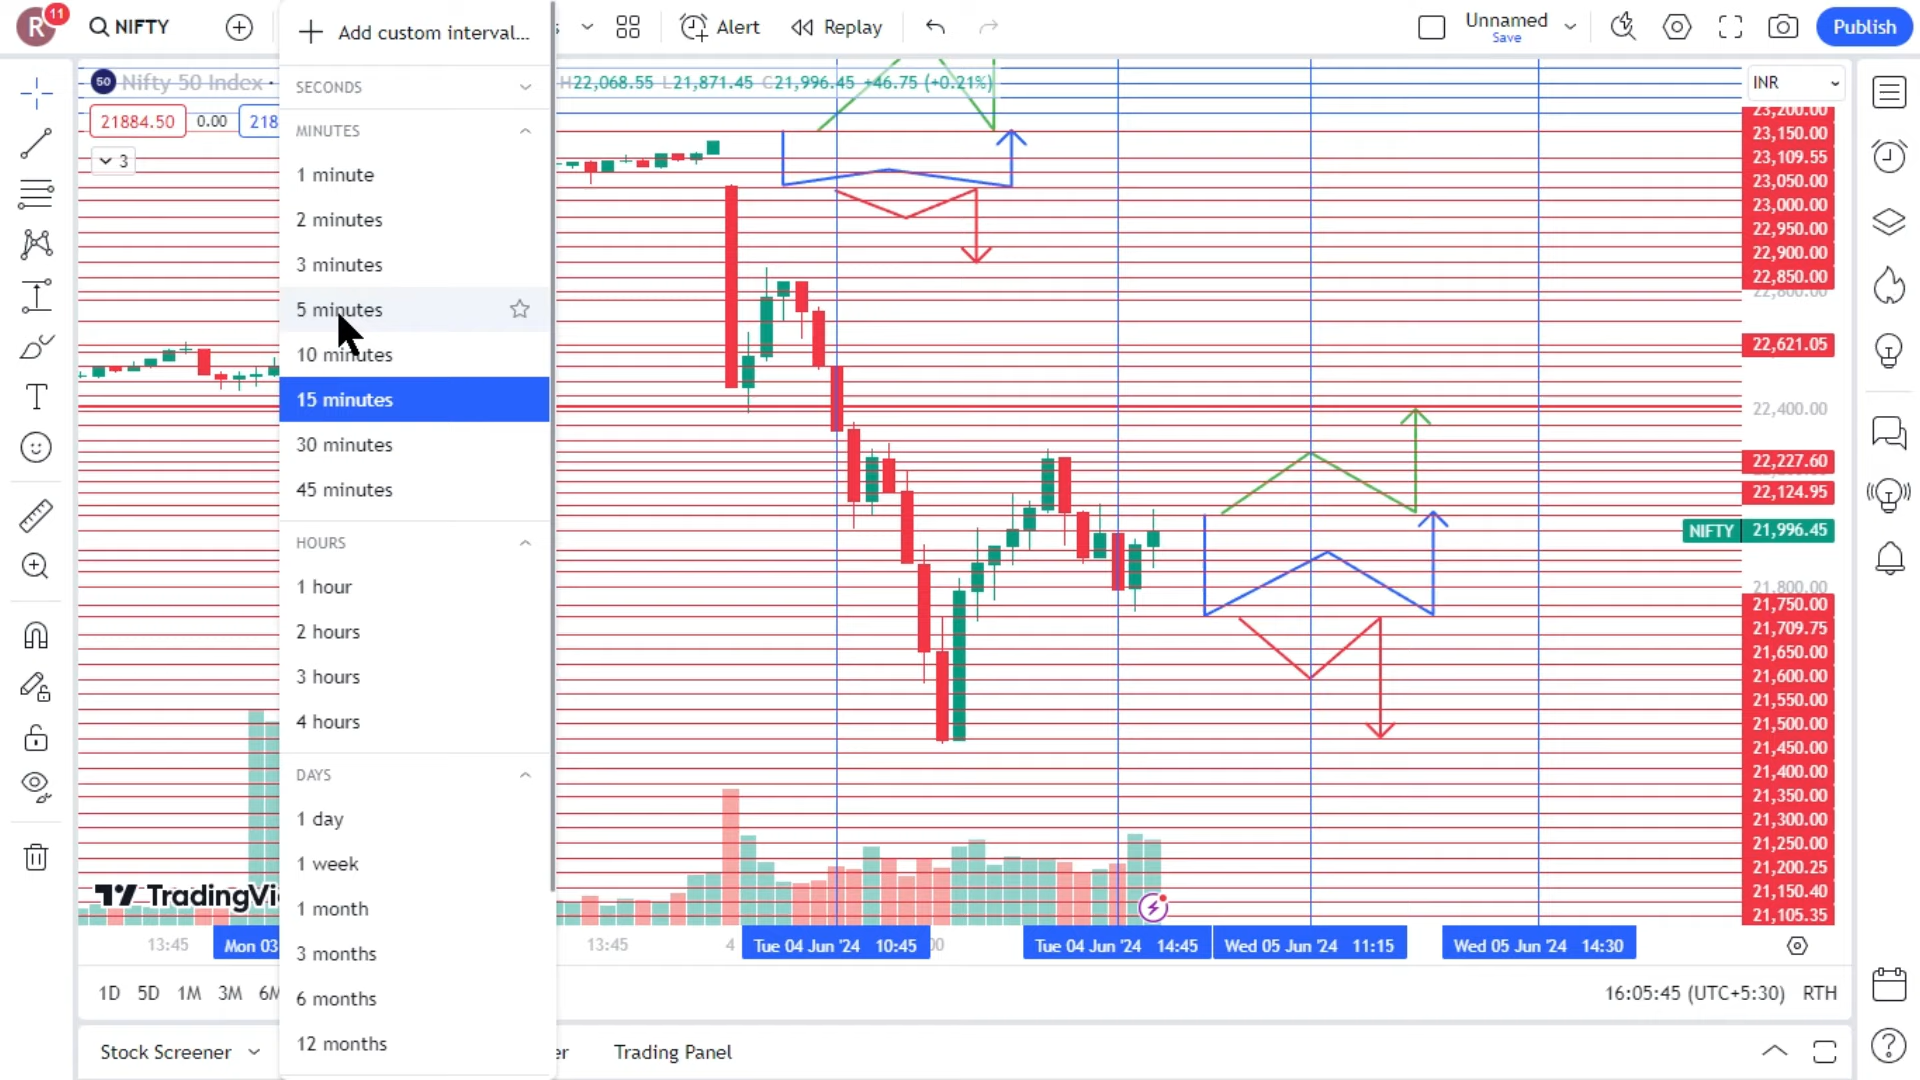 R
11
NIFTY
Add custom interval...
Alert
Replay
Unnamed
Save
Publish
50
Nifty 50 Index ·
H22,068.55 L21,871.45 C21,996.45 +46.75 (+0.21%)
INR
21884.50
0.00
218
3
SECONDS
MINUTES
1 minute
2 minutes
3 minutes
5 minutes
10 minutes
15 minutes
30 minutes
45 minutes
HOURS
1 hour
2 hours
3 hours
4 hours
DAYS
1 day
1 week
1 month
3 months
6 months
12 months
23,200.00
23,150.00
23,109.55
23,050.00
23,000.00
22,950.00
22,900.00
22,850.00
22,800.00
22,621.05
22,400.00
22,227.60
22,124.95
NIFTY 21,996.45
21,800.00
21,750.00
21,709.75
21,650.00
21,600.00
21,550.00
21,500.00
21,450.00
21,400.00
21,350.00
21,300.00
21,250.00
21,200.25
21,150.40
21,105.35
TradingVi
13:45
Mon 03
13:45
4
Tue 04 Jun '24 10:45
00
Tue 04 Jun '24 14:45
Wed 05 Jun '24 11:15
Wed 05 Jun '24 14:30
1D 5D 1M 3M 6M
16:05:45 (UTC+5:30) RTH
Stock Screener
er
Trading Panel